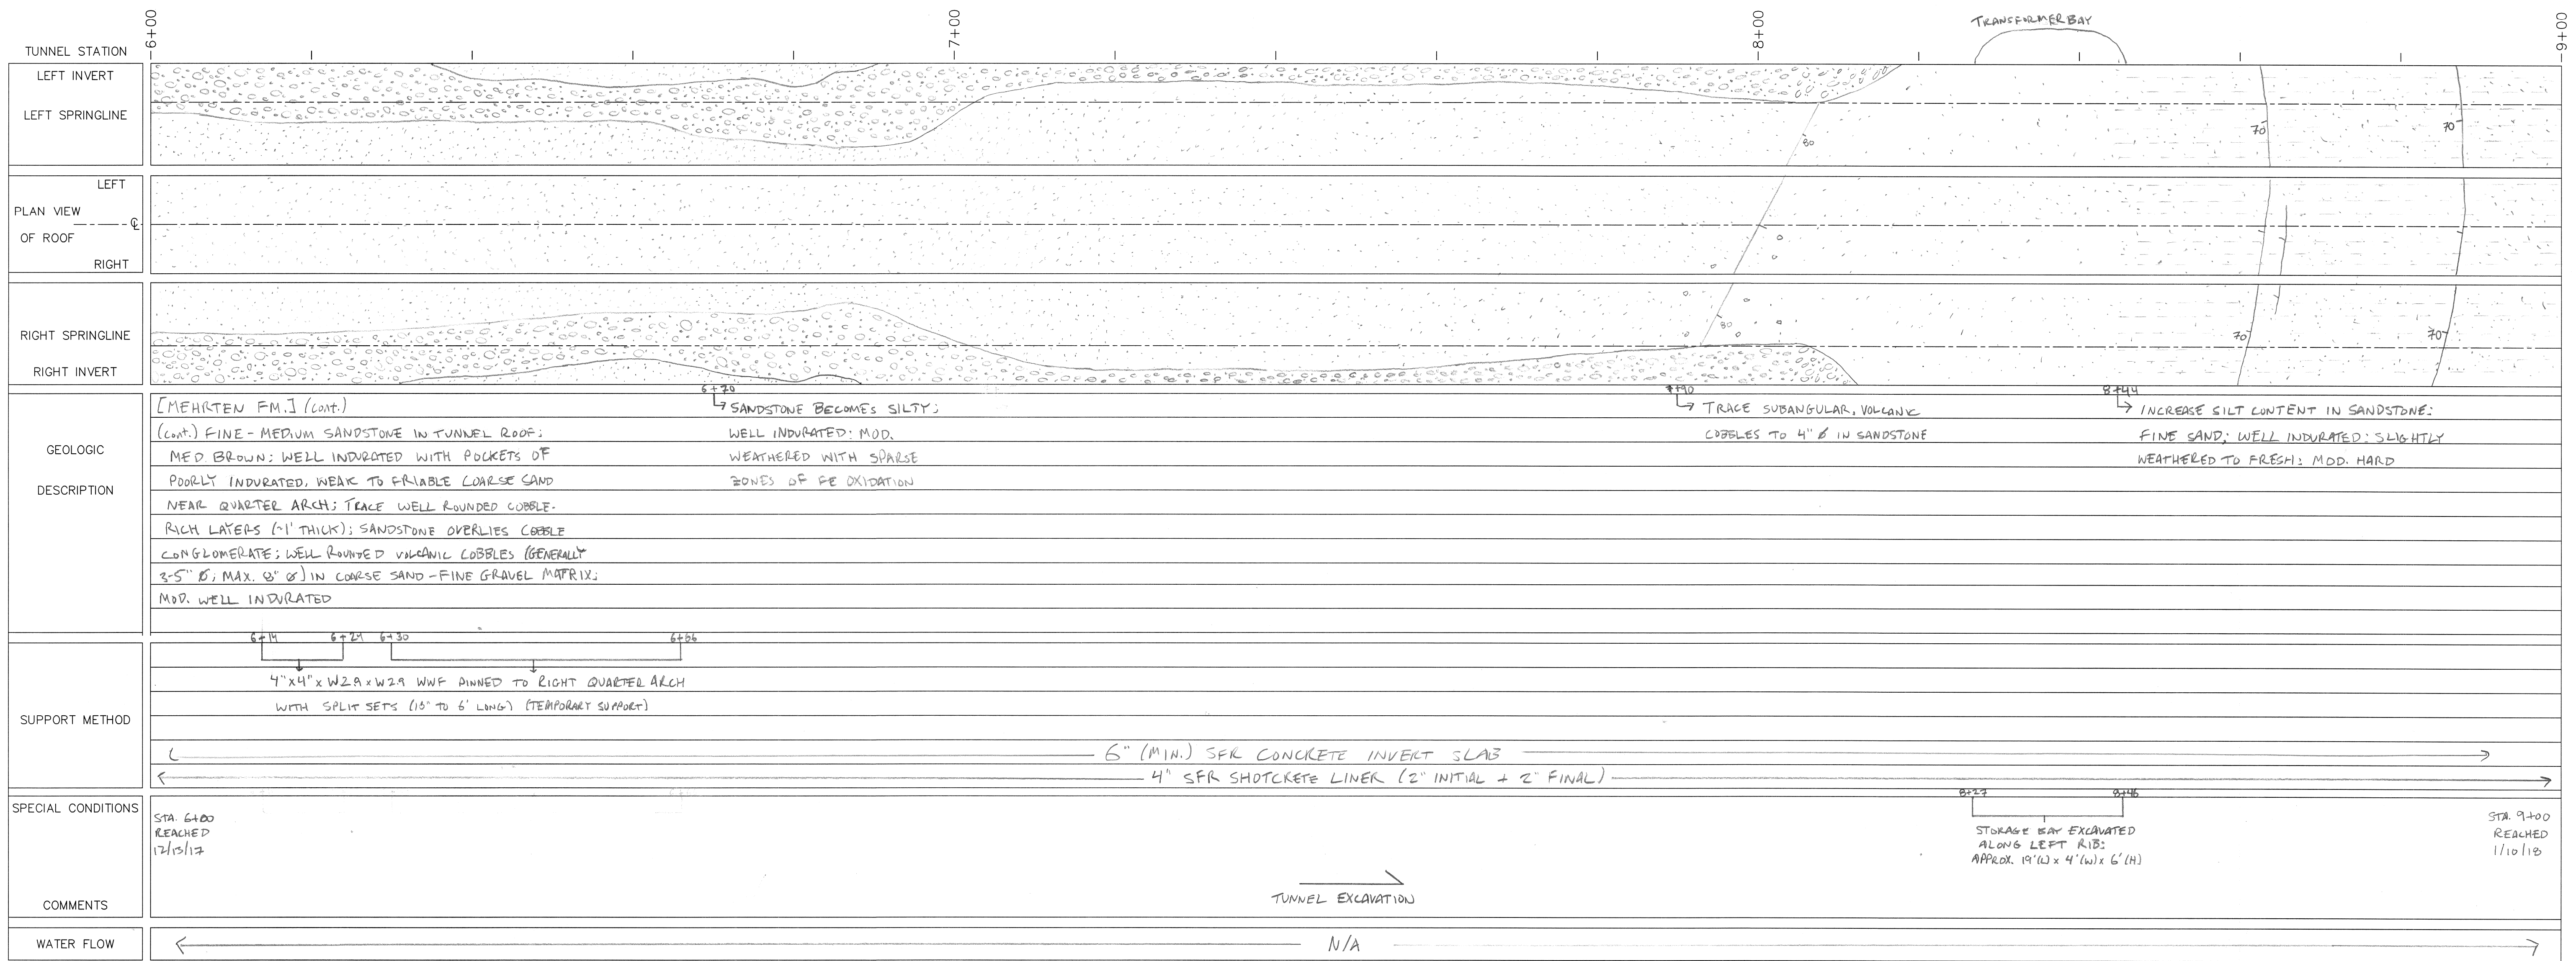 6+00
7+00
8+00
9+00
TRANSFORMER BAY
TUNNEL STATION
LEFT INVERT
LEFT SPRINGLINE
80
70
70
LEFT
PLAN VIEW
℄
OF ROOF
RIGHT
RIGHT SPRINGLINE
80
70
70
RIGHT INVERT
6+70
7+90
8+44
GEOLOGIC
DESCRIPTION
[MEHRTEN FM.] (cont.)
(cont.) FINE-MEDIUM SANDSTONE IN TUNNEL ROOF;
MED. BROWN; WELL INDURATED WITH POCKETS OF
POORLY INDURATED, WEAK TO FRIABLE COARSE SAND
NEAR QUARTER ARCH; TRACE WELL ROUNDED COBBLE-
RICH LAYERS (~1' THICK); SANDSTONE OVERLIES COBBLE
CONGLOMERATE; WELL ROUNDED VOLCANIC COBBLES (GENERALLY
3-5" Ø; MAX. 8" Ø) IN COARSE SAND-FINE GRAVEL MATRIX;
MOD. WELL INDURATED
SANDSTONE BECOMES SILTY;
WELL INDURATED; MOD.
WEATHERED WITH SPARSE
ZONES OF FE OXIDATION
TRACE SUBANGULAR, VOLCANIC
COBBLES TO 4" Ø IN SANDSTONE
INCREASE SILT CONTENT IN SANDSTONE;
FINE SAND; WELL INDURATED; SLIGHTLY
WEATHERED TO FRESH; MOD. HARD
6+14
6+24
6+30
6+66
SUPPORT METHOD
4"x4"x W2.9 x W2.9 WWF PINNED TO RIGHT QUARTER ARCH
WITH SPLIT SETS (18" TO 6' LONG) (TEMPORARY SUPPORT)
6" (MIN.) SFR CONCRETE INVERT SLAB
4" SFR SHOTCRETE LINER (2" INITIAL + 2" FINAL)
SPECIAL CONDITIONS
COMMENTS
STA. 6+00
REACHED
12/13/17
8+27
8+46
STORAGE BAY EXCAVATED
ALONG LEFT RIB;
APPROX. 19'(L) x 4'(W) x 6'(H)
STA. 9+00
REACHED
1/10/18
TUNNEL EXCAVATION
WATER FLOW
N/A